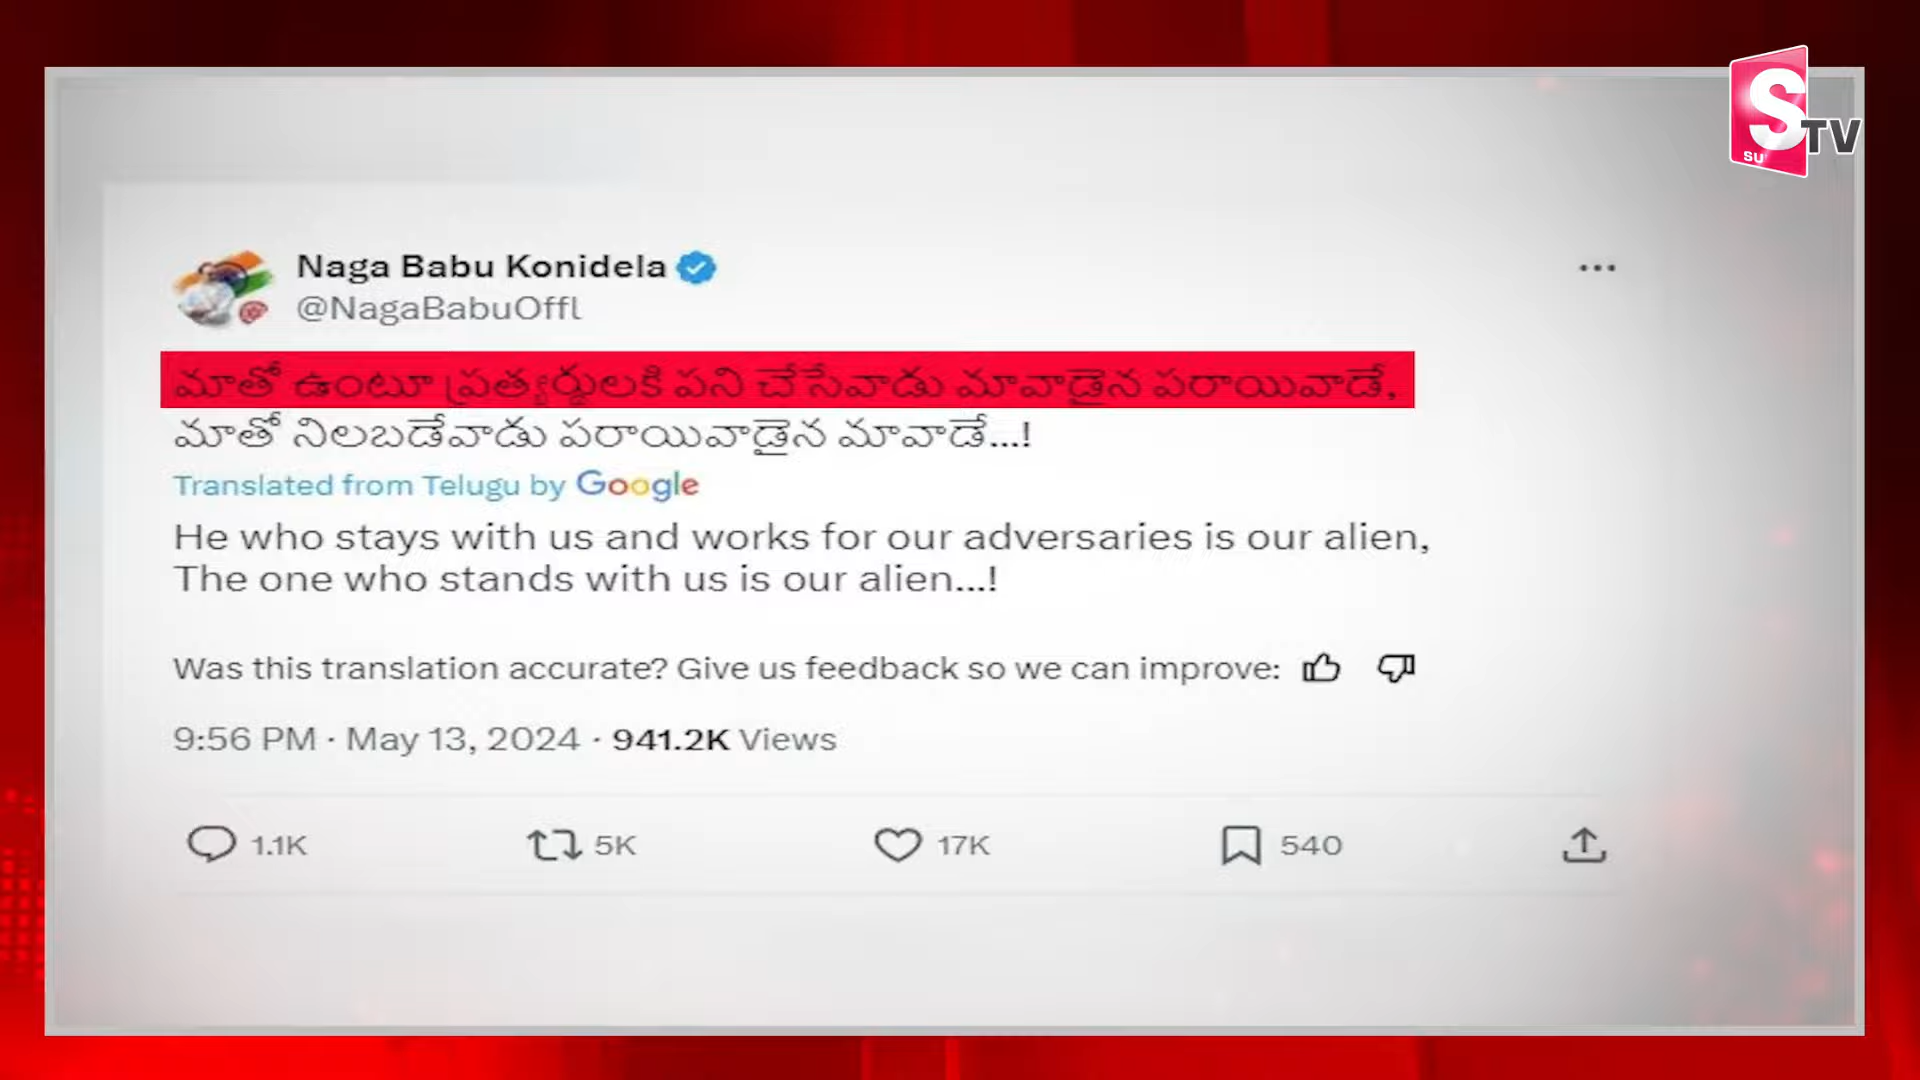 S
SU TV
Naga Babu Konidela
@NagaBabuOffl
మాతో ఉంటూ ప్రత్యర్థులకి పని చేసేవాడు మావాడైన పరాయివాడే,
మాతో నిలబడేవాడు పరాయివాడైన మావాడే...!
Translated from Telugu by Google
He who stays with us and works for our adversaries is our alien,
The one who stands with us is our alien...!
Was this translation accurate? Give us feedback so we can improve:
9:56 PM · May 13, 2024 · 941.2K Views
1.1K 5K 17K 540